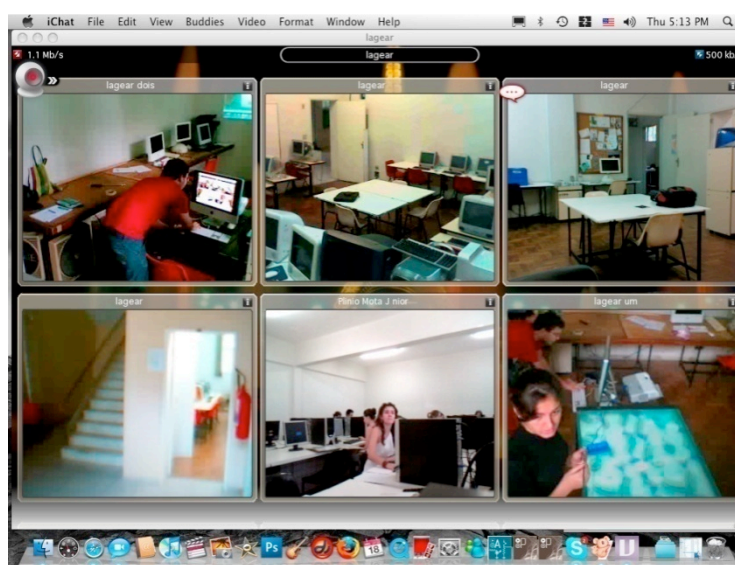 iChat File Edit View Buddies Video Format Window Help Thu 5:13 PM
lagear
1.1 Mb/s
lagear
500 kb
lagear dois
lagear
lagear
lagear
Plinio Mota J nior
lagear um
Ps
18
A
S
U